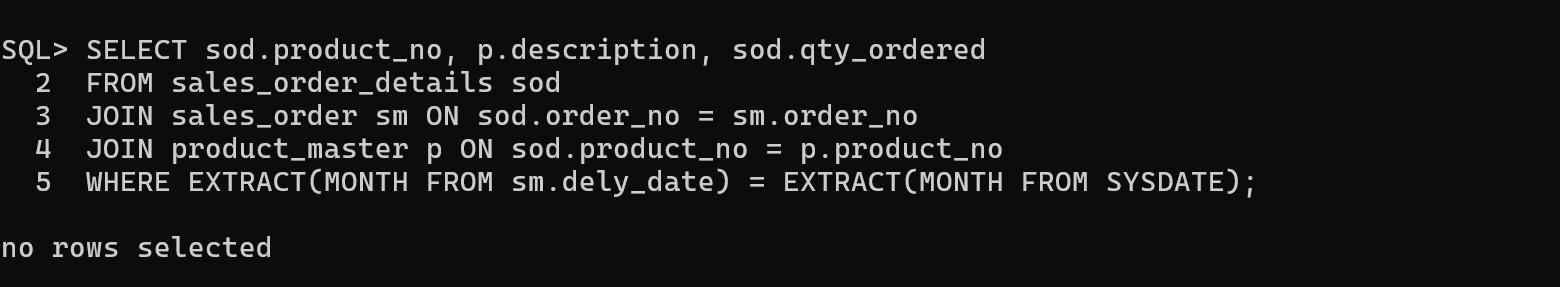 SQL> SELECT sod.product_no, p.description, sod.qty_ordered
  2  FROM sales_order_details sod
  3  JOIN sales_order sm ON sod.order_no = sm.order_no
  4  JOIN product_master p ON sod.product_no = p.product_no
  5  WHERE EXTRACT(MONTH FROM sm.dely_date) = EXTRACT(MONTH FROM SYSDATE);
no rows selected